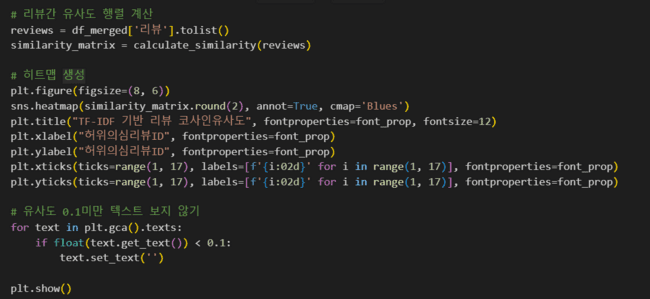 # 리뷰간 유사도 행렬 계산
reviews = df_merged['리뷰'].tolist()
similarity_matrix = calculate_similarity(reviews)
# 히트맵 생성
plt.figure(figsize=(8, 6))
sns.heatmap(similarity_matrix.round(2), annot=True, cmap='Blues')
plt.title("TF-IDF 기반 리뷰 코사인유사도", fontproperties=font_prop, fontsize=12)
plt.xlabel("허위의심리뷰ID", fontproperties=font_prop)
plt.ylabel("허위의심리뷰ID", fontproperties=font_prop)
plt.xticks(ticks=range(1, 17), labels=[f'{i:02d}' for i in range(1, 17)], fontproperties=font_prop)
plt.yticks(ticks=range(1, 17), labels=[f'{i:02d}' for i in range(1, 17)], fontproperties=font_prop)
# 유사도 0.1미만 텍스트 보지 않기
for text in plt.gca().texts:
    if float(text.get_text()) < 0.1:
        text.set_text('')
plt.show()